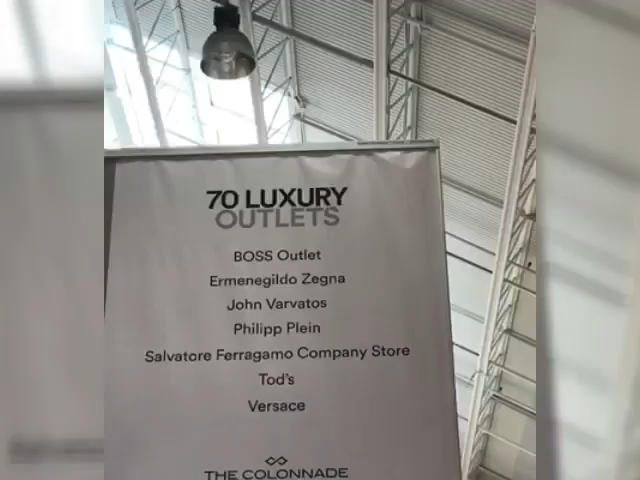 70 LUXURY
OUTLETS
BOSS Outlet
Ermenegildo Zegna
John Varvatos
Philipp Plein
Salvatore Ferragamo Company Store
Tod's
Versace
THE COLONNADE